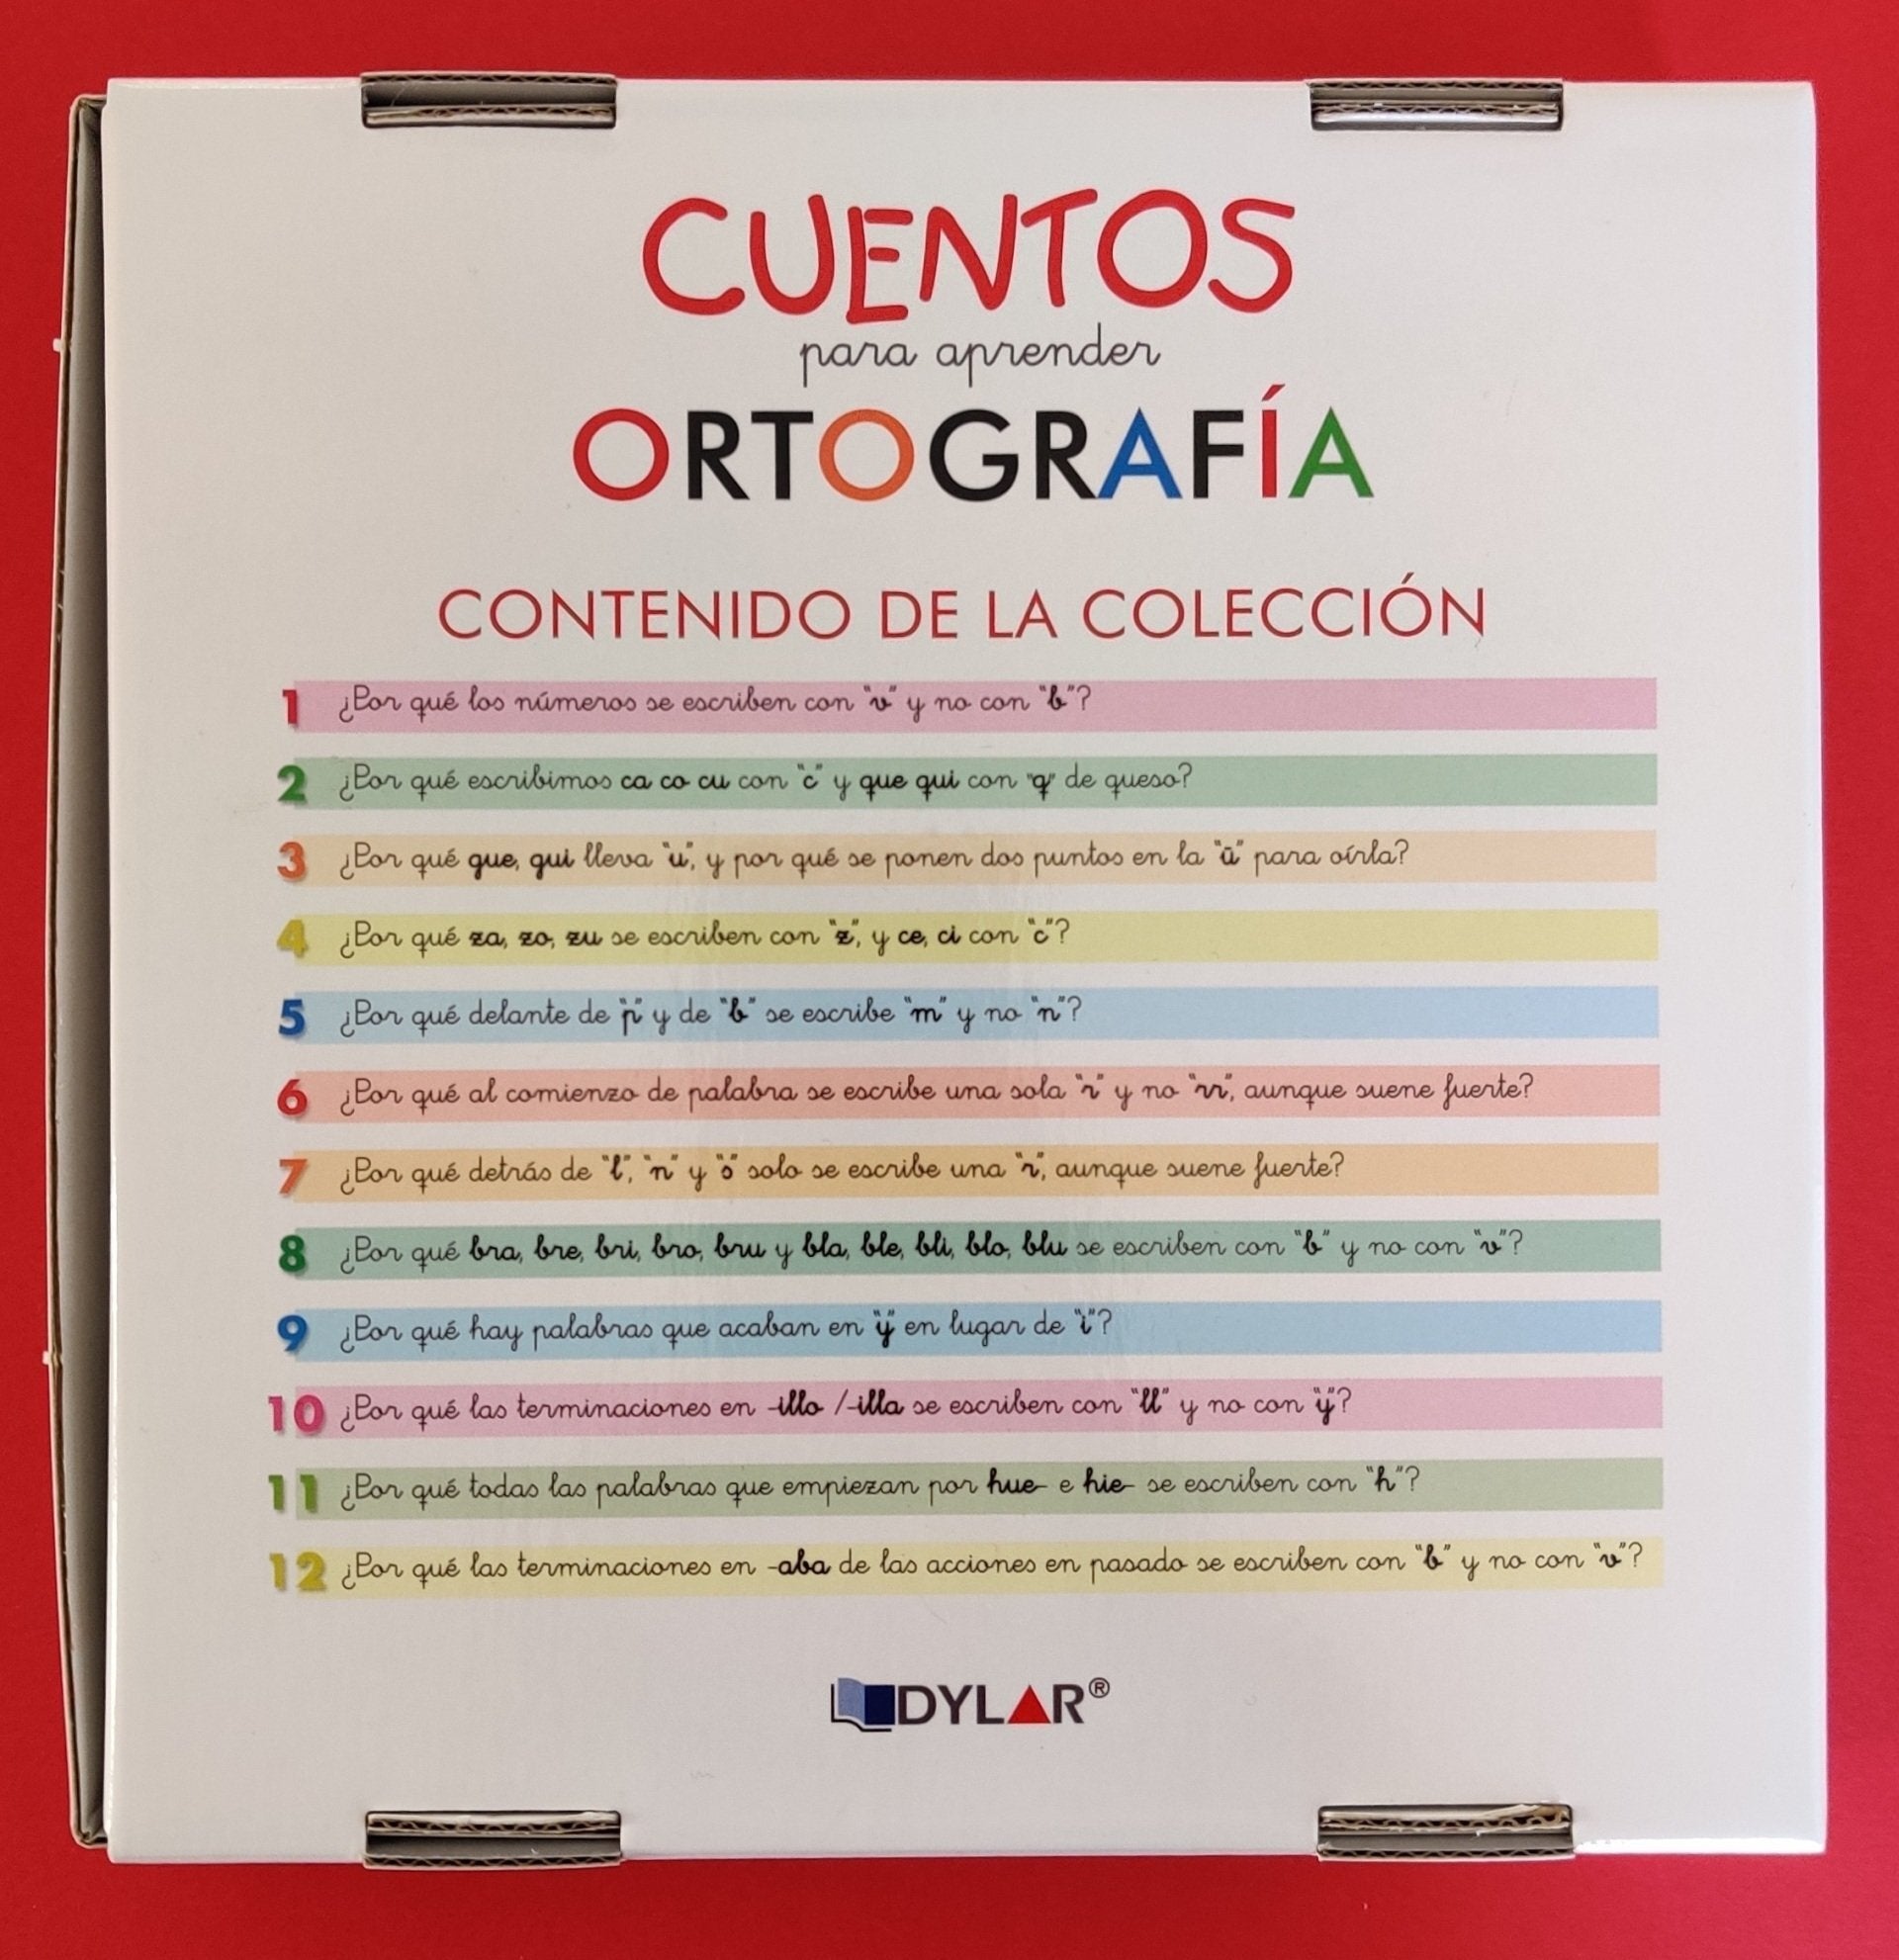 CUENTOS
para aprender
ORTOGRAFÍA
CONTENIDO DE LA COLECCIÓN
1 ¿Por qué los números se escriben con "v" y no con "b"?
2 ¿Por qué escribimos ca co cu con "c" y que qui con "q" de queso?
3 ¿Por qué gue, gui lleva "u", y por qué se ponen dos puntos en la "ü" para oírla?
4 ¿Por qué za, zo, zu se escriben con "z", y ce, ci con "c"?
5 ¿Por qué delante de "p" y de "b" se escribe "m" y no "n"?
6 ¿Por qué al comienzo de palabra se escribe una sola "r" y no "rr", aunque suene fuerte?
7 ¿Por qué detrás de "l", "n" y "s" solo se escribe una "r", aunque suene fuerte?
8 ¿Por qué bra, bre, bri, bro, bru y bla, ble, bli, blo, blu se escriben con "b" y no con "v"?
9 ¿Por qué hay palabras que acaban en "y" en lugar de "i"?
10 ¿Por qué las terminaciones en -illo /-illa se escriben con "ll" y no con "y"?
11 ¿Por qué todas las palabras que empiezan por hue- e hie- se escriben con "h"?
12 ¿Por qué las terminaciones en -aba de las acciones en pasado se escriben con "b" y no con "v"?
DYLAR®